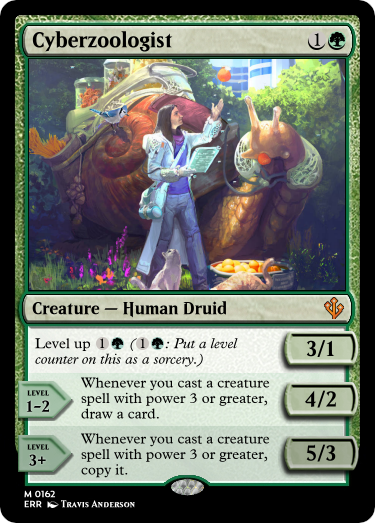 Cyberzoologist 1
Creature — Human Druid
Level up 1 (1: Put a level
counter on this as a sorcery.)
3/1
LEVEL
1-2
Whenever you cast a creature
spell with power 3 or greater,
draw a card.
4/2
LEVEL
3+
Whenever you cast a creature
spell with power 3 or greater,
copy it.
5/3
M 0162
ERR Travis Anderson